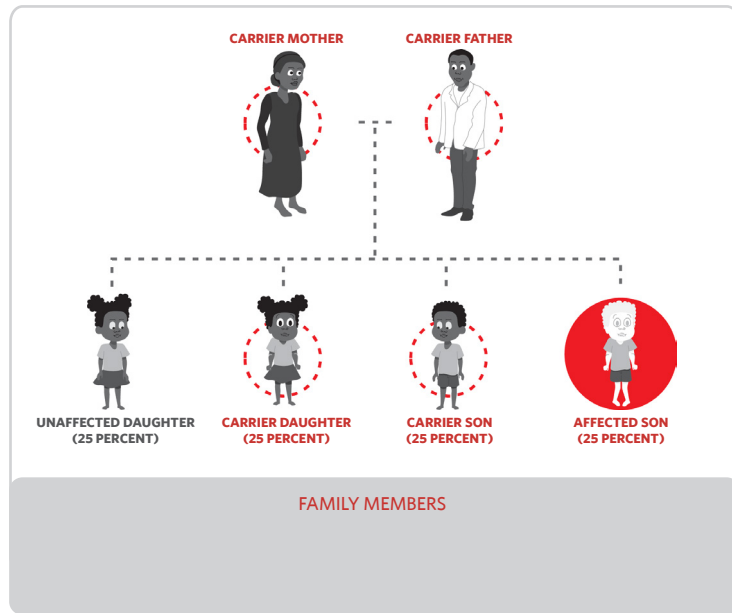 CARRIER MOTHER
CARRIER FATHER
UNAFFECTED DAUGHTER
(25 PERCENT)
CARRIER DAUGHTER
(25 PERCENT)
CARRIER SON
(25 PERCENT)
AFFECTED SON
(25 PERCENT)
FAMILY MEMBERS